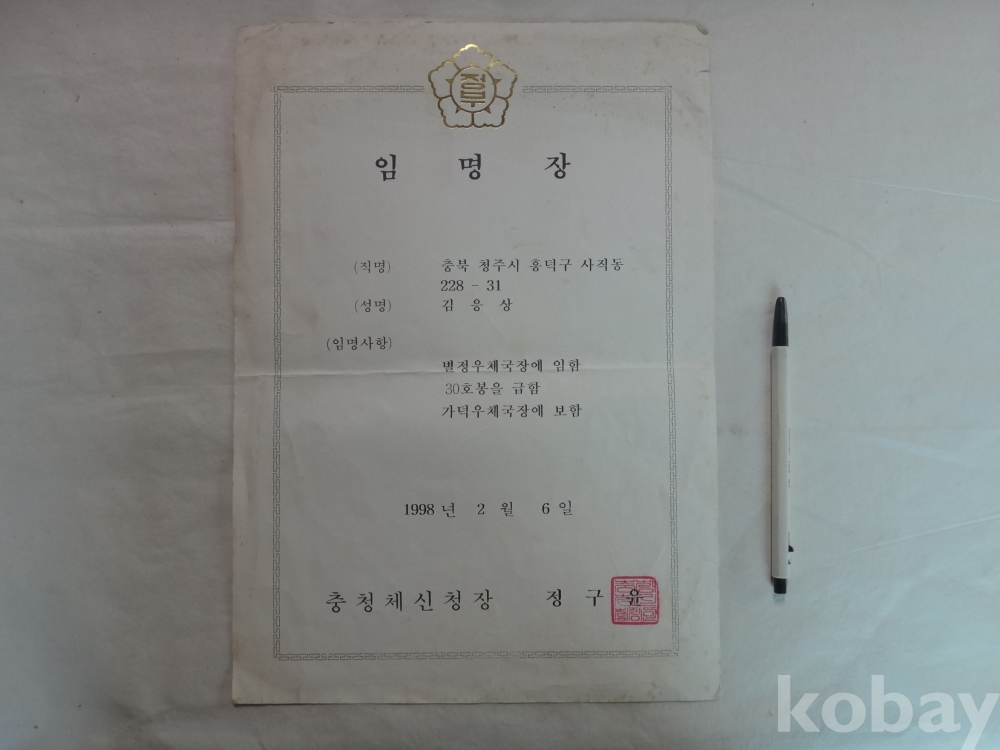 정부
임 명 장
(직명) 충북 청주시 흥덕구 사직동
228 - 31
(성명) 김 응 상
(임명사항)
별정우체국장에 임함
30호봉을 급함
가덕우체국장에 보함
1998 년 2 월 6 일
충청체신청장 정 구 윤
kobay